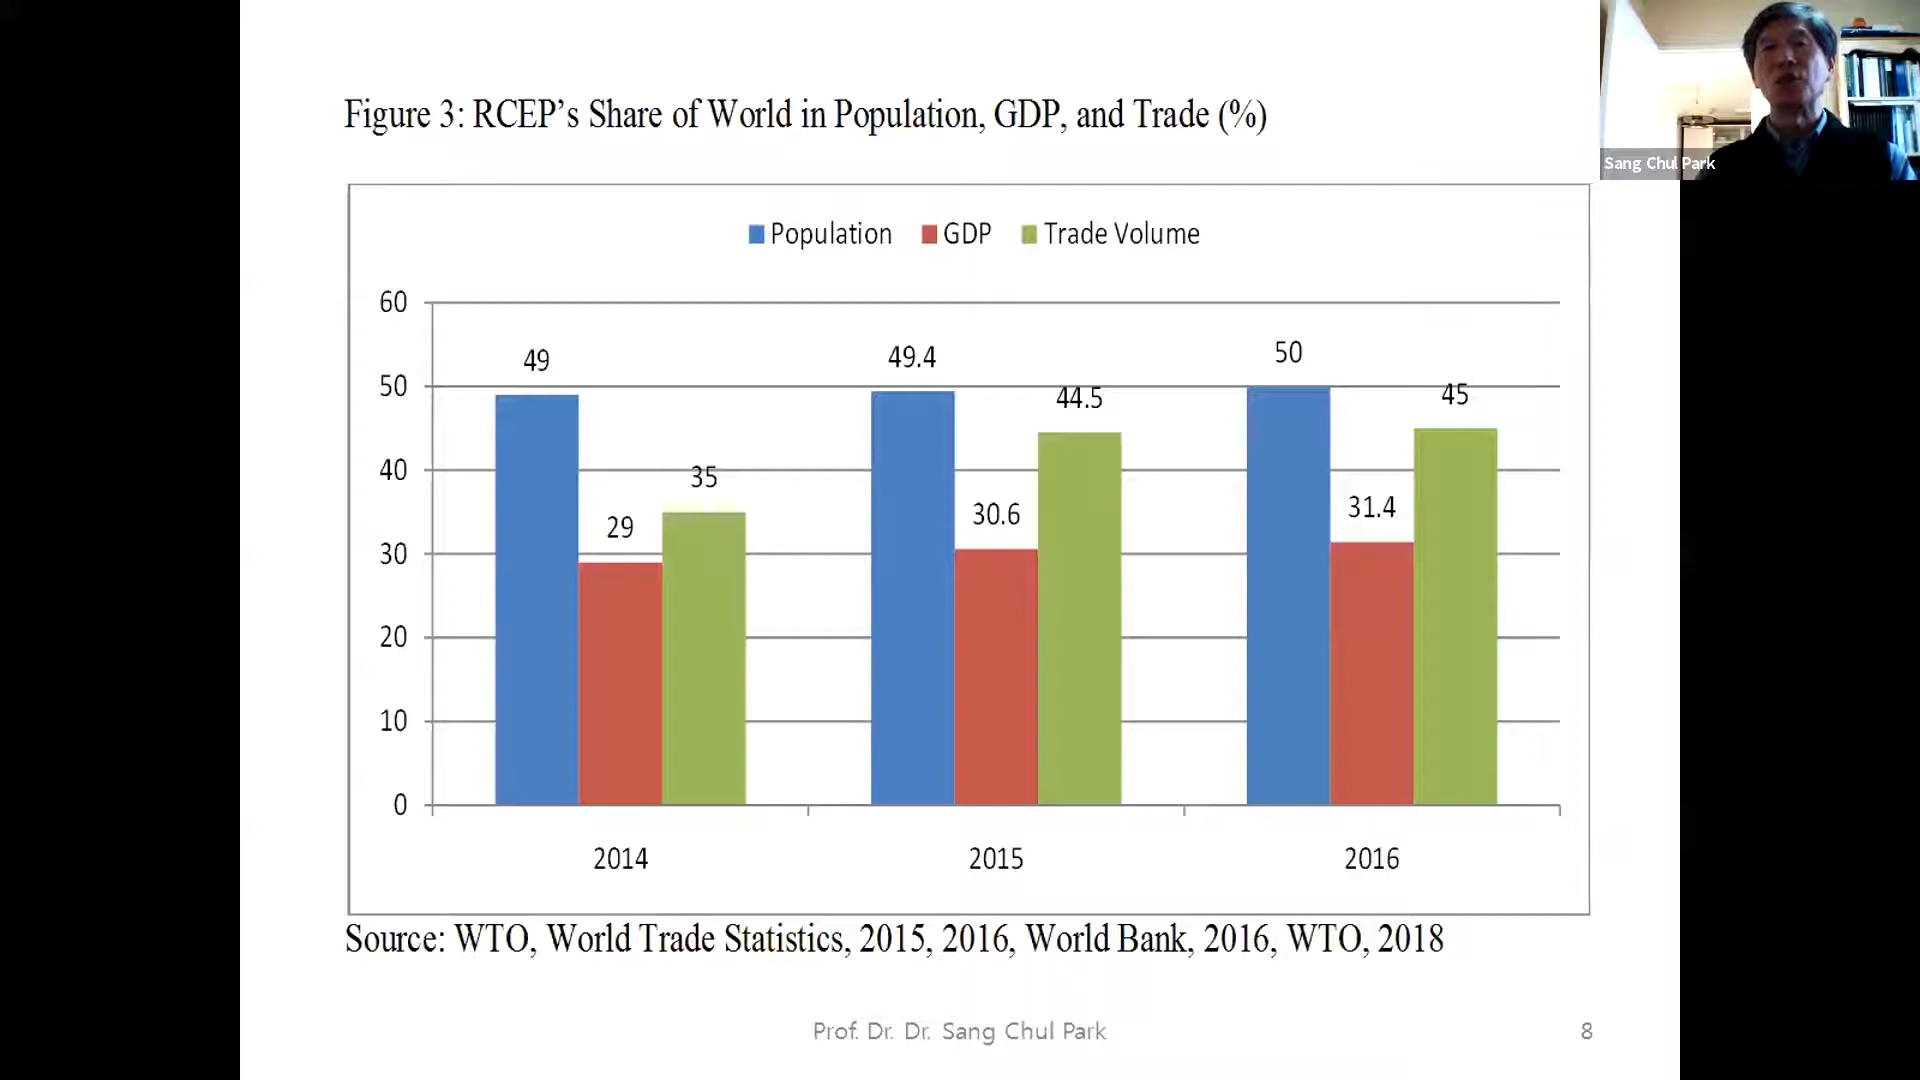 Figure 3: RCEP’s Share of World in Population, GDP, and Trade (%)
Sang Chul Park
Population GDP Trade Volume
60
50
40
30
20
10
0
49
29
35
49.4
30.6
44.5
50
31.4
45
2014 2015 2016
Source: WTO, World Trade Statistics, 2015, 2016, World Bank, 2016, WTO, 2018
Prof. Dr. Dr. Sang Chul Park 8